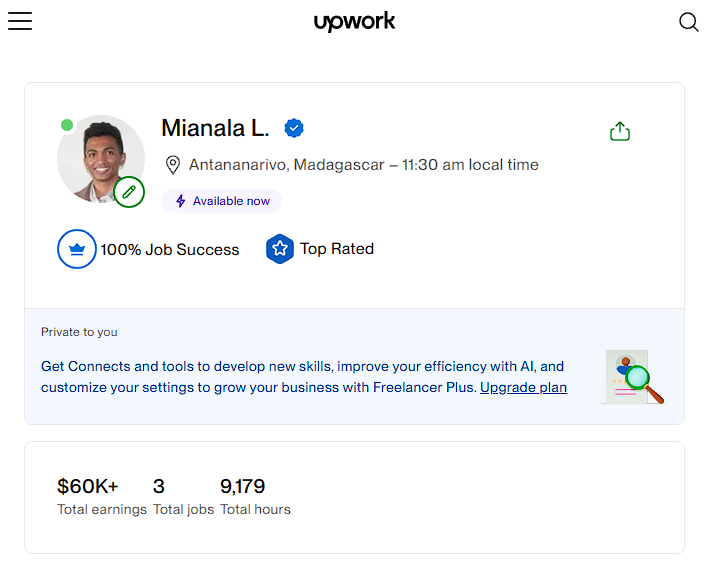 upwork
Mianala L.
Antananarivo, Madagascar – 11:30 am local time
Available now
100% Job Success
Top Rated
Private to you
Get Connects and tools to develop new skills, improve your efficiency with AI, and
customize your settings to grow your business with Freelancer Plus. Upgrade plan
$60K+ 3 9,179
Total earnings Total jobs Total hours